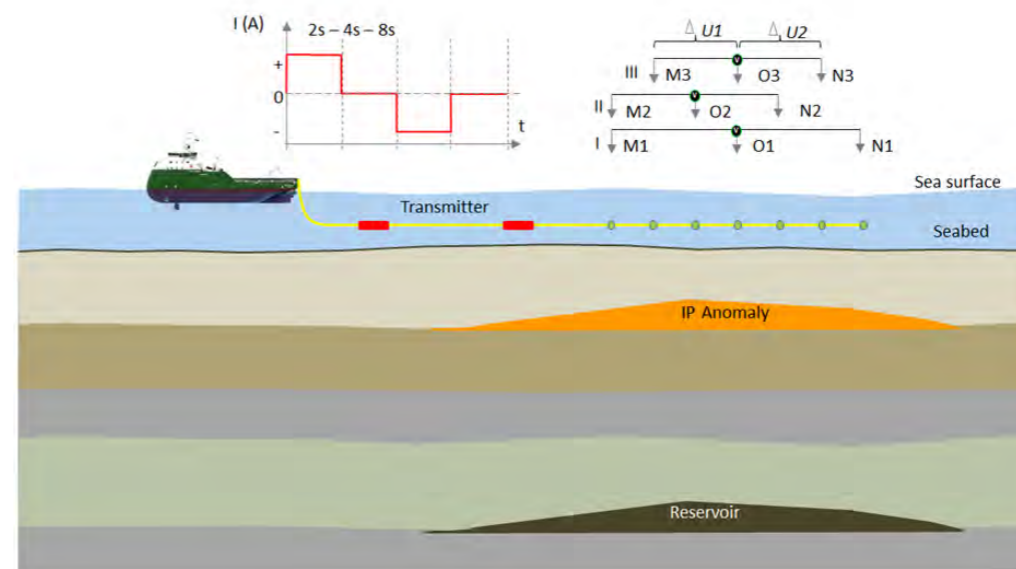 I (A)
2s – 4s – 8s
+
0
-
t
Δ U1 Δ U2
V
III M3 O3 N3
V
II M2 O2 N2
V
I M1 O1 N1
Sea surface
Transmitter
Seabed
IP Anomaly
Reservoir